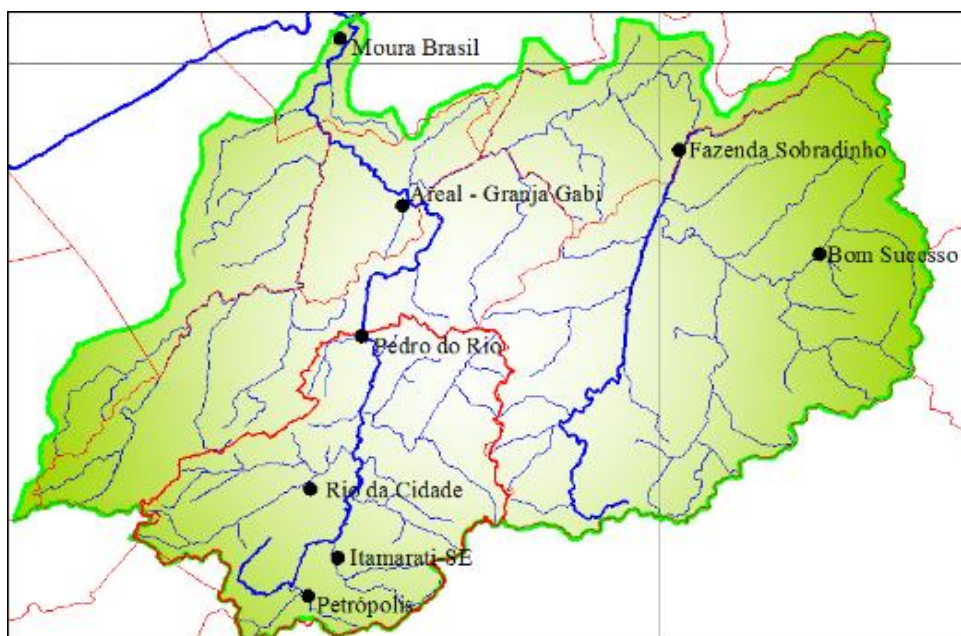 Moura Brasil
Fazenda Sobradinho
Areal - Granja Gabi
Bom Sucesso
Pedro do Rio
Rio da Cidade
Itamarati-SE
Petrópolis